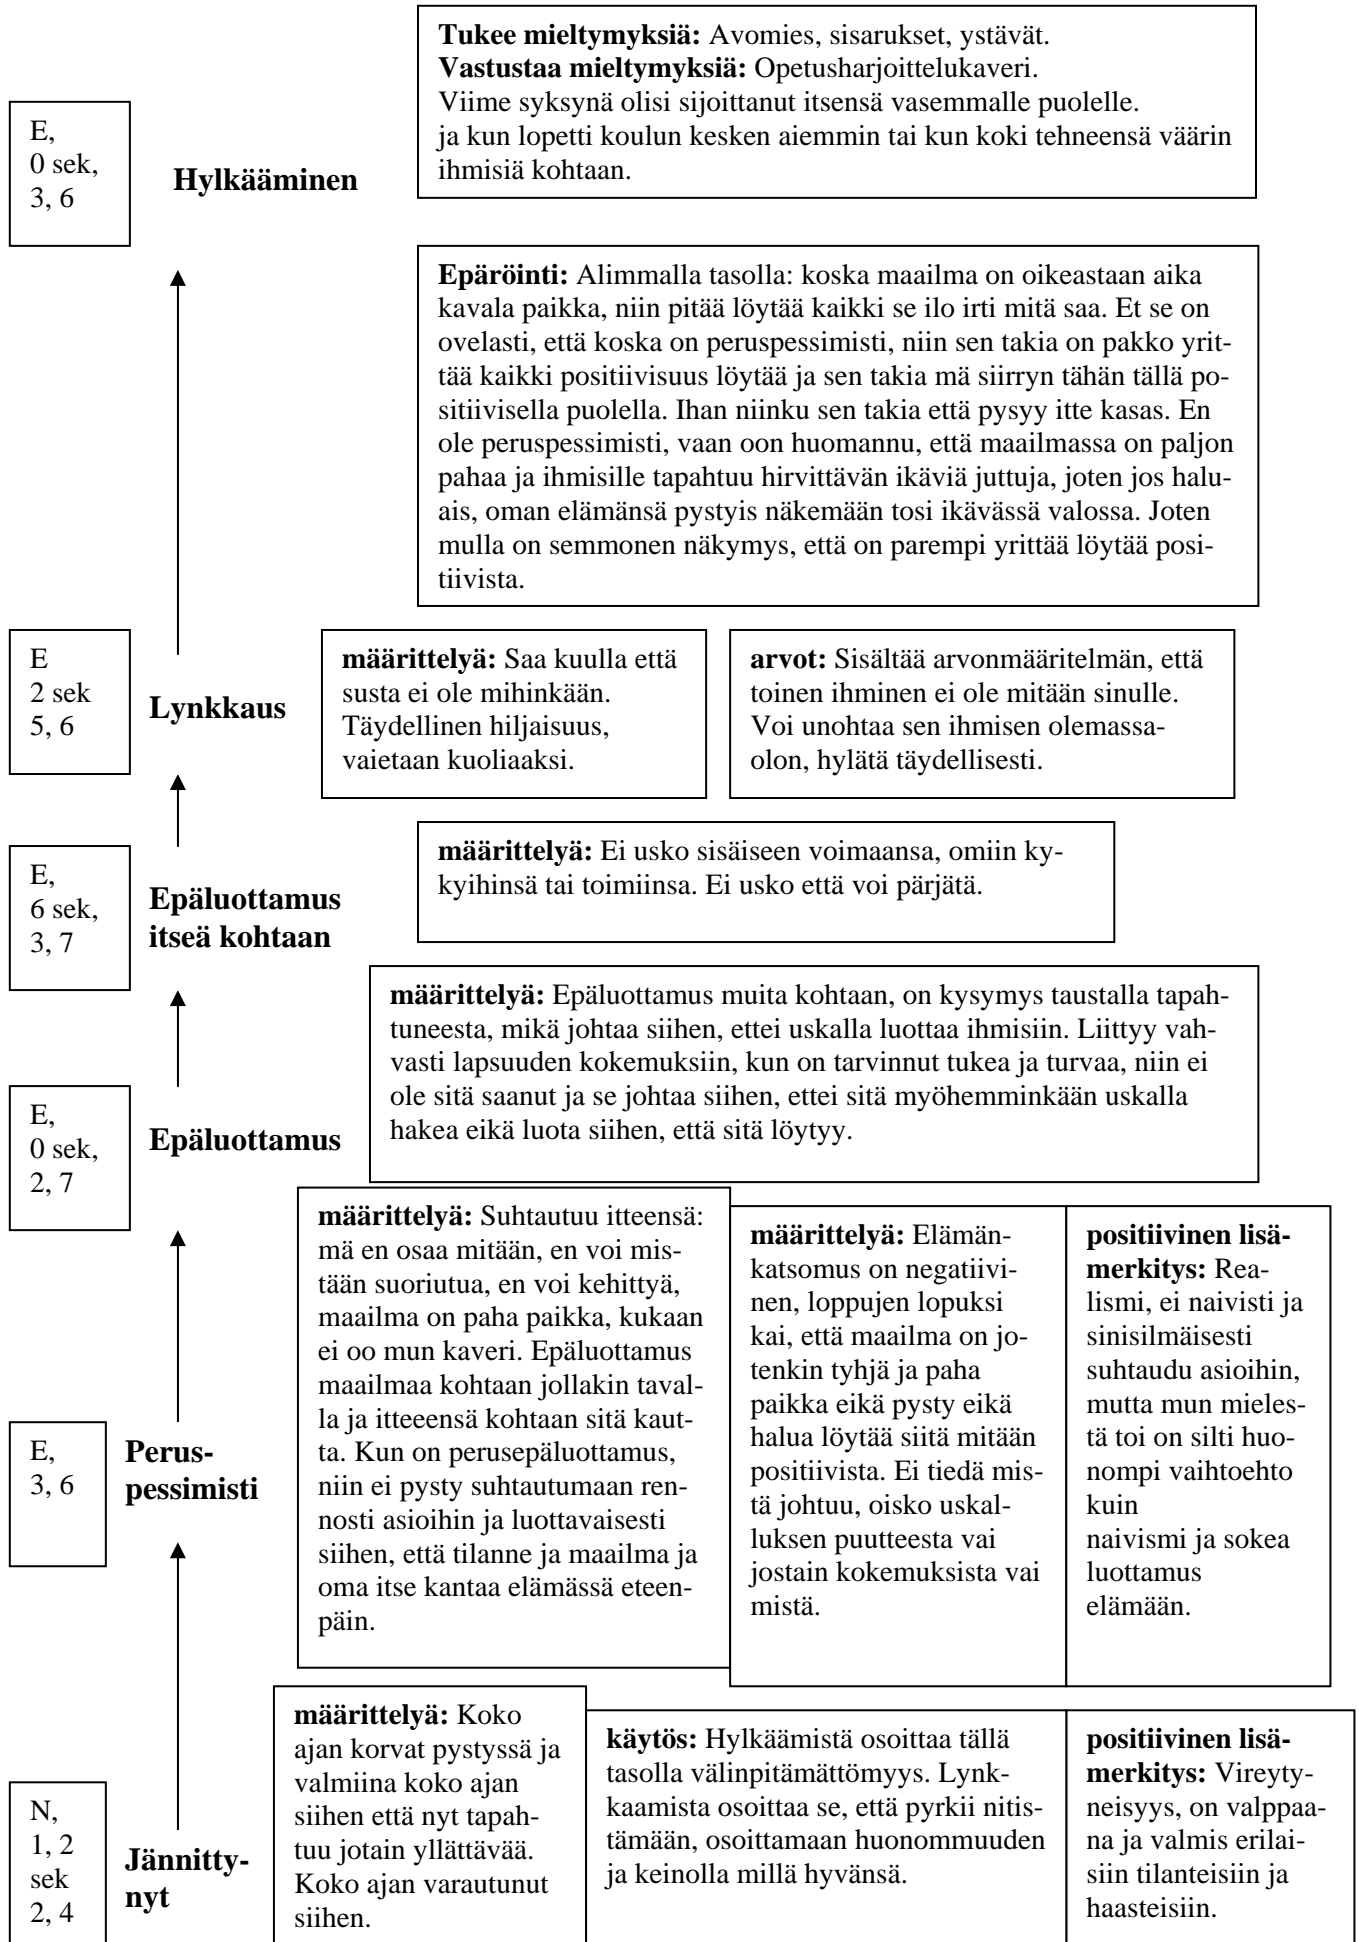 Tukee mieltymyksiä: Avomies, sisarukset, ystävät.
Vastustaa mieltymyksiä: Opetusharjoittelukaveri.
Viime syksynä olisi sijoittanut itsensä vasemmalle puolelle.
ja kun lopetti koulun kesken aiemmin tai kun koki tehneensä väärin
ihmisiä kohtaan.
E,
0 sek,
3, 6
Hylkääminen
Epäröinti: Alimmalla tasolla: koska maailma on oikeastaan aika
kavala paikka, niin pitää löytää kaikki se ilo irti mitä saa. Et se on
ovelasti, että koska on peruspessimisti, niin sen takia on pakko yrit-
tää kaikki positiivisuus löytää ja sen takia mä siirryn tähän tällä po-
sitiivisella puolella. Ihan niinku sen takia että pysyy itte kasas. En
ole peruspessimisti, vaan oon huomannu, että maailmassa on paljon
pahaa ja ihmisille tapahtuu hirvittävän ikäviä juttuja, joten jos halu-
ais, oman elämänsä pystyis näkemään tosi ikävässä valossa. Joten
mulla on semmonen näkymys, että on parempi yrittää löytää posi-
tiivista.
E
2 sek
5, 6
Lynkkaus
määrittelyä: Saa kuulla että
susta ei ole mihinkään.
Täydellinen hiljaisuus,
vaietaan kuoliaaksi.
arvot: Sisältää arvonmääritelmän, että
toinen ihminen ei ole mitään sinulle.
Voi unohtaa sen ihmisen olemassa-
olon, hylätä täydellisesti.
E,
6 sek,
3, 7
Epäluottamus
itseä kohtaan
määrittelyä: Ei usko sisäiseen voimaansa, omiin ky-
kyihinsä tai toimiinsa. Ei usko että voi pärjätä.
E,
0 sek,
2, 7
Epäluottamus
määrittelyä: Epäluottamus muita kohtaan, on kysymys taustalla tapah-
tuneesta, mikä johtaa siihen, ettei uskalla luottaa ihmisiin. Liittyy vah-
vasti lapsuuden kokemuksiin, kun on tarvinnut tukea ja turvaa, niin ei
ole sitä saanut ja se johtaa siihen, ettei sitä myöhemminkään uskalla
hakea eikä luota siihen, että sitä löytyy.
E,
3, 6
Perus-
pessimisti
määrittelyä: Suhtautuu itteensä:
mä en osaa mitään, en voi mis-
tään suoriutua, en voi kehittyä,
maailma on paha paikka, kukaan
ei oo mun kaveri. Epäluottamus
maailmaa kohtaan jollakin taval-
la ja itteeensä kohtaan sitä kaut-
ta. Kun on perusepäluottamus,
niin ei pysty suhtautumaan ren-
nosti asioihin ja luottavaisesti
siihen, että tilanne ja maailma ja
oma itse kantaa elämässä eteen-
päin.
määrittelyä: Elämän-
katsomus on negatiivi-
nen, loppujen lopuksi
kai, että maailma on jo-
tenkin tyhjä ja paha
paikka eikä pysty eikä
halua löytää siitä mitään
positiivista. Ei tiedä mis-
tä johtuu, oisko uskal-
luksen puutteesta vai
jostain kokemuksista vai
mistä.
positiivinen lisä-
merkitys: Rea-
lismi, ei naivisti ja
sinisilmäisesti
suhtaudu asioihin,
mutta mun mieles-
tä toi on silti huo-
nompi vaihtoehto
kuin
naivismi ja sokea
luottamus
elämään.
N,
1, 2
sek
2, 4
Jännitty-
nyt
määrittelyä: Koko
ajan korvat pystyssä ja
valmiina koko ajan
siihen että nyt tapah-
tuu jotain yllättävää.
Koko ajan varautunut
siihen.
käytös: Hylkäämistä osoittaa tällä
tasolla välinpitämättömyys. Lynk-
kaamista osoittaa se, että pyrkii nitis-
tämään, osoittamaan huonommuuden
ja keinolla millä hyvänsä.
positiivinen lisä-
merkitys: Vireyty-
neisyys, on valppaa-
na ja valmis erilai-
siin tilanteisiin ja
haasteisiin.